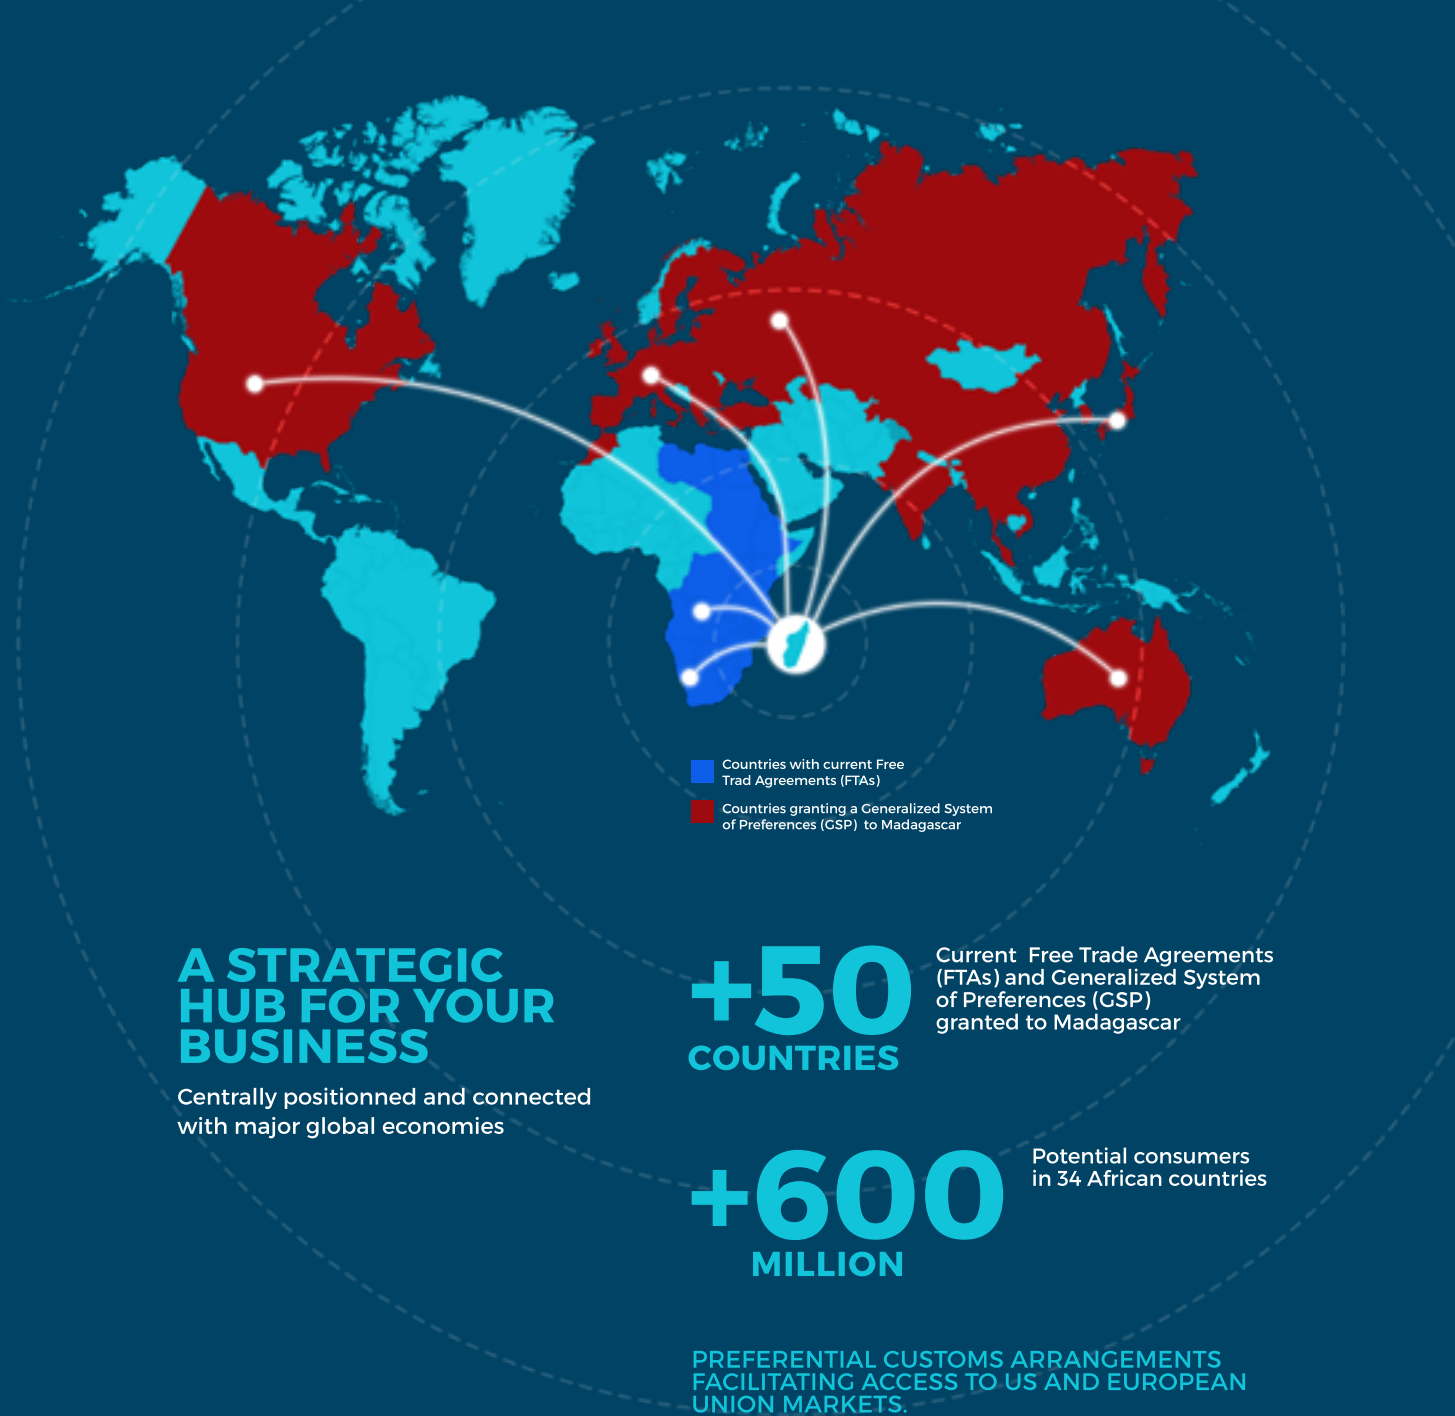 Countries with current Free
Trad Agreements (FTAs)
Countries granting a Generalized System
of Preferences (GSP) to Madagascar
A STRATEGIC
HUB FOR YOUR
BUSINESS
Centrally positionned and connected
with major global economies
+50
COUNTRIES
Current Free Trade Agreements
(FTAs) and Generalized System
of Preferences (GSP)
granted to Madagascar
+600
MILLION
Potential consumers
in 34 African countries
PREFERENTIAL CUSTOMS ARRANGEMENTS
FACILITATING ACCESS TO US AND EUROPEAN
UNION MARKETS.